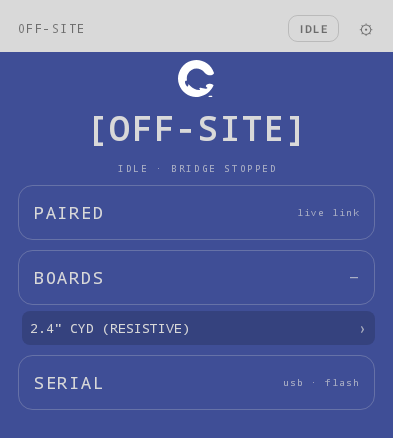 OFF-SITE
IDLE
[OFF-SITE]
IDLE · BRIDGE STOPPED
PAIRED
live link
BOARDS
—
2.4" CYD (RESISTIVE) ›
SERIAL
usb · flash